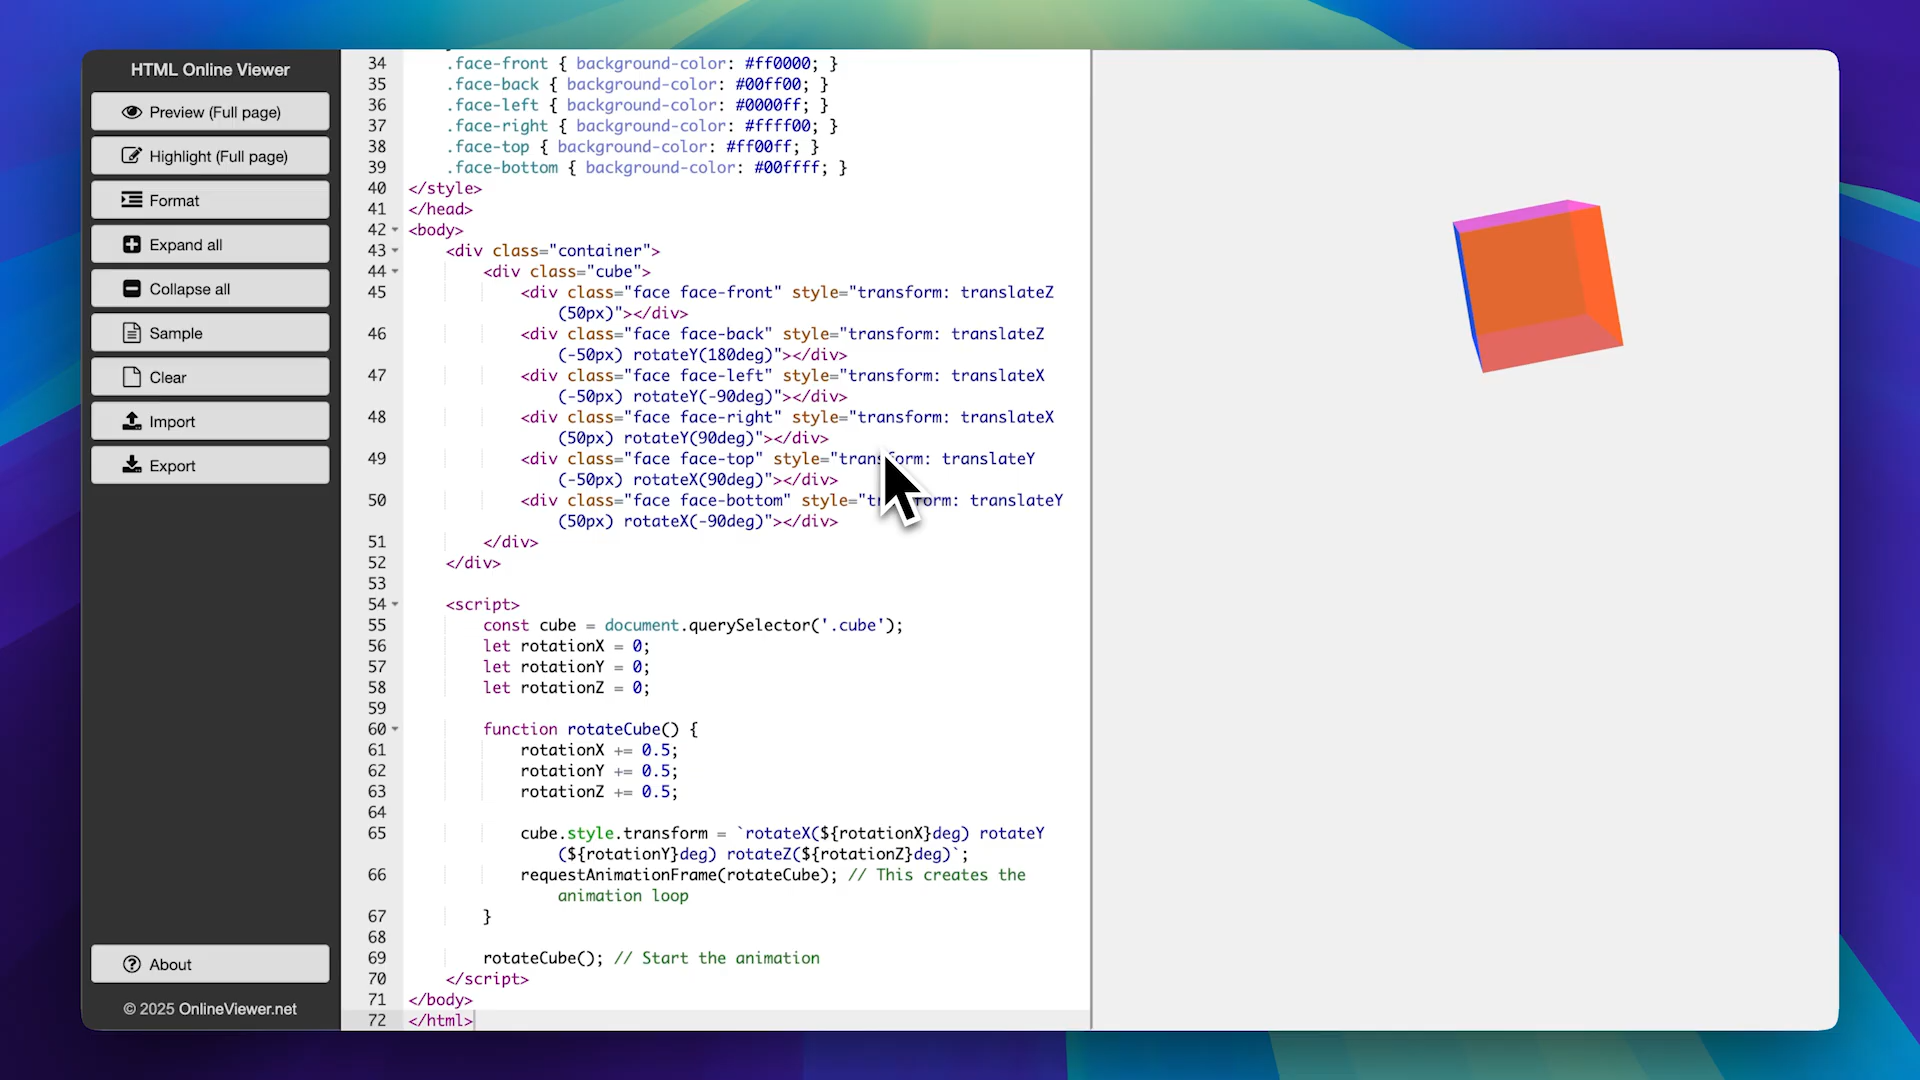 HTML Online Viewer
Preview (Full page)
Highlight (Full page)
Format
Expand all
Collapse all
Sample
Clear
Import
Export
About
© 2025 OnlineViewer.net
34 .face-front { background-color: #ff0000; }
35 .face-back { background-color: #00ff00; }
36 .face-left { background-color: #0000ff; }
37 .face-right { background-color: #ffff00; }
38 .face-top { background-color: #ff00ff; }
39 .face-bottom { background-color: #00ffff; }
40 </style>
41 </head>
42 <body>
43 <div class="container">
44 <div class="cube">
45 <div class="face face-front" style="transform: translateZ
(50px)"></div>
46 <div class="face face-back" style="transform: translateZ
(-50px) rotateY(180deg)"></div>
47 <div class="face face-left" style="transform: translateX
(-50px) rotateY(-90deg)"></div>
48 <div class="face face-right" style="transform: translateX
(50px) rotateY(90deg)"></div>
49 <div class="face face-top" style="transform: translateY
(-50px) rotateX(90deg)"></div>
50 <div class="face face-bottom" style="transform: translateY
(50px) rotateX(-90deg)"></div>
51 </div>
52 </div>
53
54 <script>
55 const cube = document.querySelector('.cube');
56 let rotationX = 0;
57 let rotationY = 0;
58 let rotationZ = 0;
59
60 function rotateCube() {
61 rotationX += 0.5;
62 rotationY += 0.5;
63 rotationZ += 0.5;
64
65 cube.style.transform = `rotateX(${rotationX}deg) rotateY
(${rotationY}deg) rotateZ(${rotationZ}deg)`;
66 requestAnimationFrame(rotateCube); // This creates the
animation loop
67 }
68
69 rotateCube(); // Start the animation
70 </script>
71 </body>
72 </html>